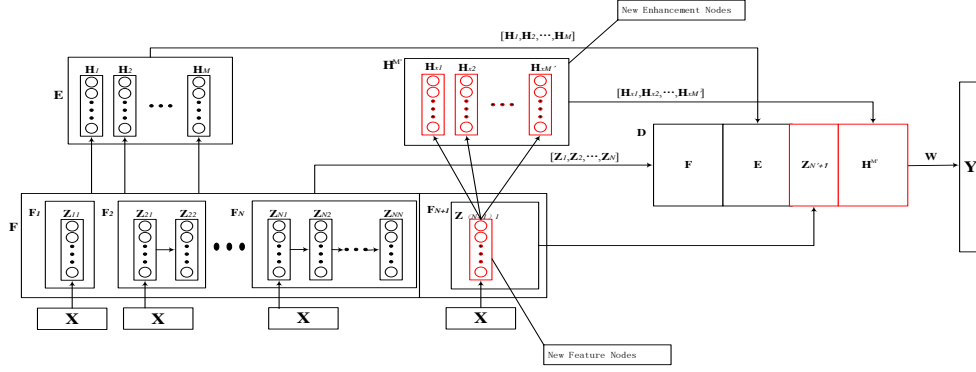 New Enhancement Nodes
[H1,H2,···,HM]
H1 H2 HM
E
HM'
Hx1 Hx2 HxM'
[Hx1,Hx2,···,HxM']
D
F E ZN'+1 HM'
W
Y
[Z1,Z2,···,ZN]
F
F1 Z11
F2 Z21 Z22
FN ZN1 ZN2 ZNN
FN+1
X X X X
New Feature Nodes